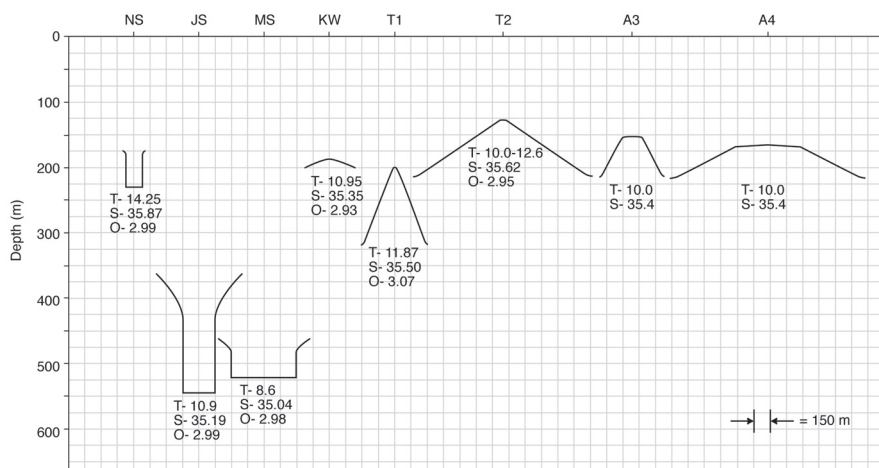 NS JS MS KW T1 T2 A3 A4
Depth (m)
0
100
200
300
400
500
600
T- 14.25
S- 35.87
O- 2.99
T- 10.9
S- 35.19
O- 2.99
T- 8.6
S- 35.04
O- 2.98
T- 10.95
S- 35.35
O- 2.93
T- 11.87
S- 35.50
O- 3.07
T- 10.0-12.6
S- 35.62
O- 2.95
T- 10.0
S- 35.4
T- 10.0
S- 35.4
= 150 m